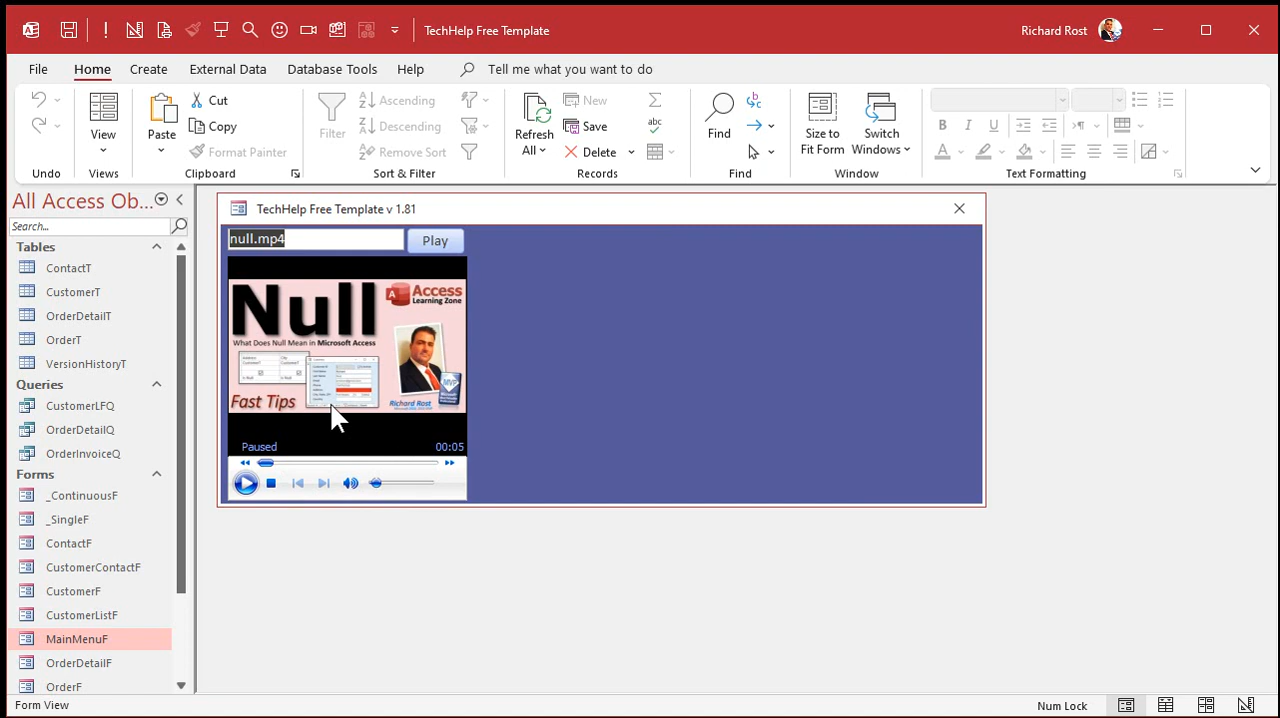 TechHelp Free Template
Richard Rost
File Home Create External Data Database Tools Help Tell me what you want to do
Undo
View
Views
Paste
Cut
Copy
Format Painter
Clipboard
Filter
Ascending
Descending
Remove Sort
Sort & Filter
Refresh
All
New
Save
Delete
Records
Find
Find
Size to
Fit Form
Switch
Windows
Window
B I U
A
Text Formatting
All Access Ob...
Search...
Tables
ContactT
CustomerT
OrderDetailT
OrderT
VersionHistoryT
Queries
CustomerLFQ
OrderDetailQ
OrderInvoiceQ
Forms
_ContinuousF
_SingleF
ContactF
CustomerContactF
CustomerF
CustomerListF
MainMenuF
OrderDetailF
OrderF
TechHelp Free Template v 1.81
null.mp4
Play
Null
Access
Learning Zone
What Does Null Mean in Microsoft Access
MVP
Richard Rost
Fast Tips
Paused 00:05
Form View
Num Lock